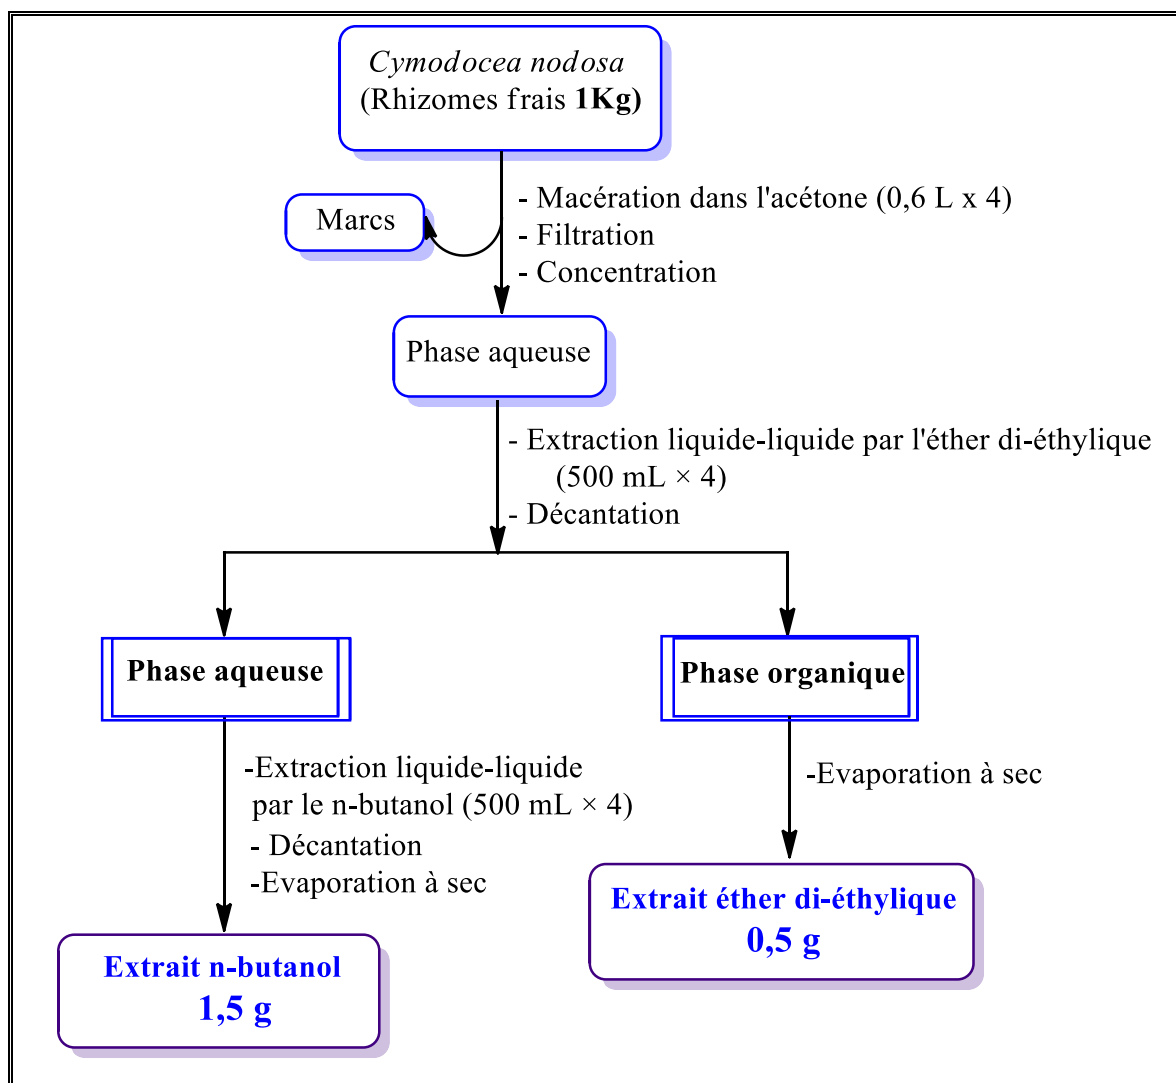 Cymodocea nodosa
(Rhizomes frais 1Kg)
Marcs
- Macération dans l'acétone (0,6 L x 4)
- Filtration
- Concentration
Phase aqueuse
- Extraction liquide-liquide par l'éther di-éthylique
(500 mL × 4)
- Décantation
Phase aqueuse
Phase organique
-Extraction liquide-liquide
par le n-butanol (500 mL × 4)
- Décantation
-Evaporation à sec
-Evaporation à sec
Extrait éther di-éthylique
0,5 g
Extrait n-butanol
1,5 g